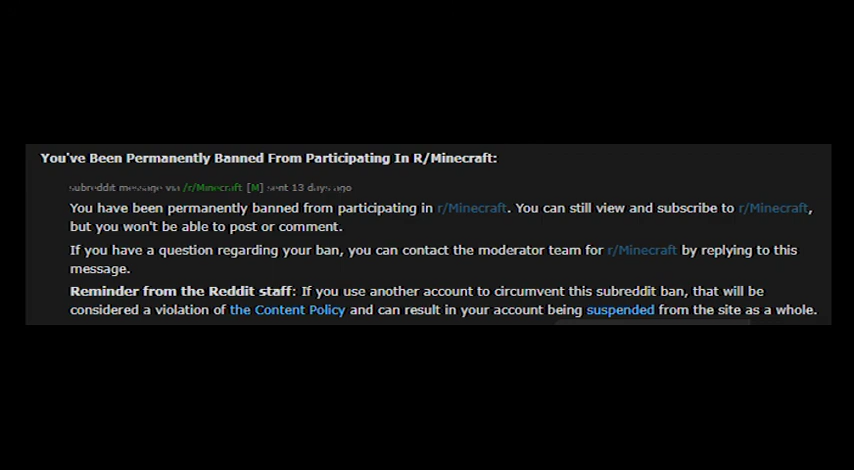 You've Been Permanently Banned From Participating In R/Minecraft:
subreddit message via /r/Minecraft [M] sent 13 days ago
You have been permanently banned from participating in r/Minecraft. You can still view and subscribe to r/Minecraft,
but you won't be able to post or comment.
If you have a question regarding your ban, you can contact the moderator team for r/Minecraft by replying to this
message.
Reminder from the Reddit staff: If you use another account to circumvent this subreddit ban, that will be
considered a violation of the Content Policy and can result in your account being suspended from the site as a whole.